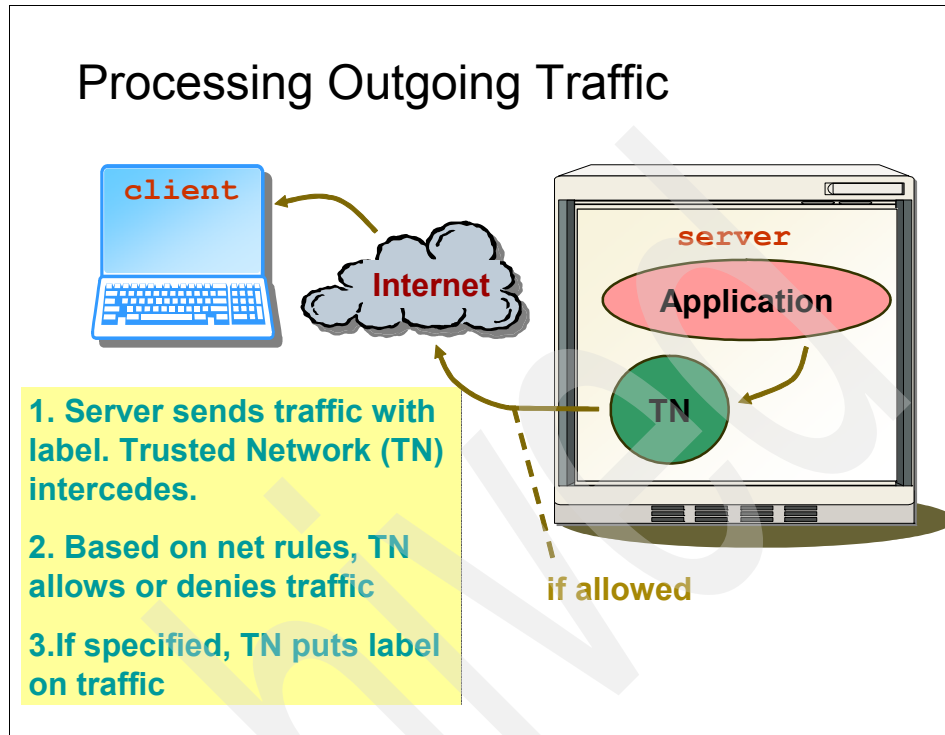 Processing Outgoing Traffic
client
Internet
server
Application
TN
1. Server sends traffic with
label. Trusted Network (TN)
intercedes.
2. Based on net rules, TN
allows or denies traffic
3.If specified, TN puts label
on traffic
if allowed